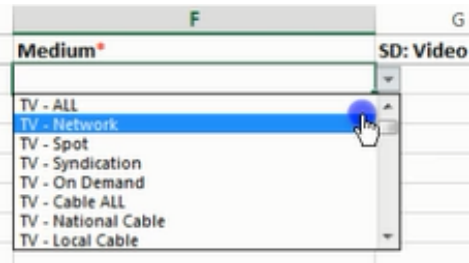 F G
Medium* SD: Video
TV - ALL
TV - Network
TV - Spot
TV - Syndication
TV - On Demand
TV - Cable ALL
TV - National Cable
TV - Local Cable